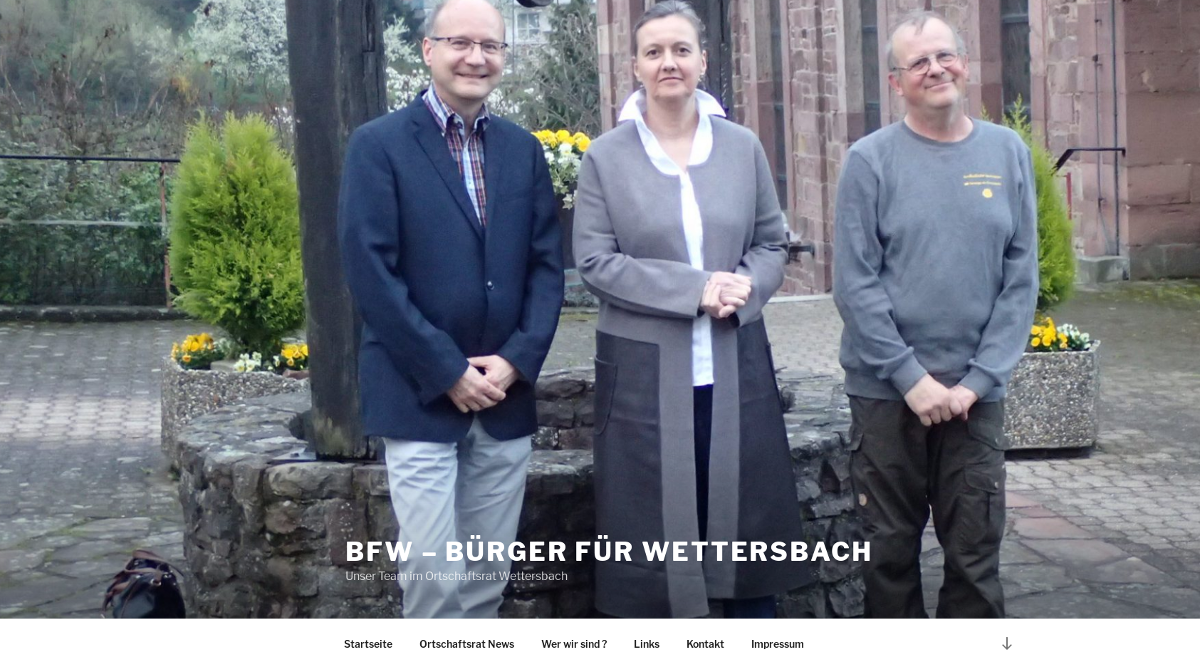 BFW – BÜRGER FÜR WETTERSBACH
Unser Team im Ortschaftsrat Wettersbach
Startseite
Ortschaftsrat News
Wer wir sind ?
Links
Kontakt
Impressum